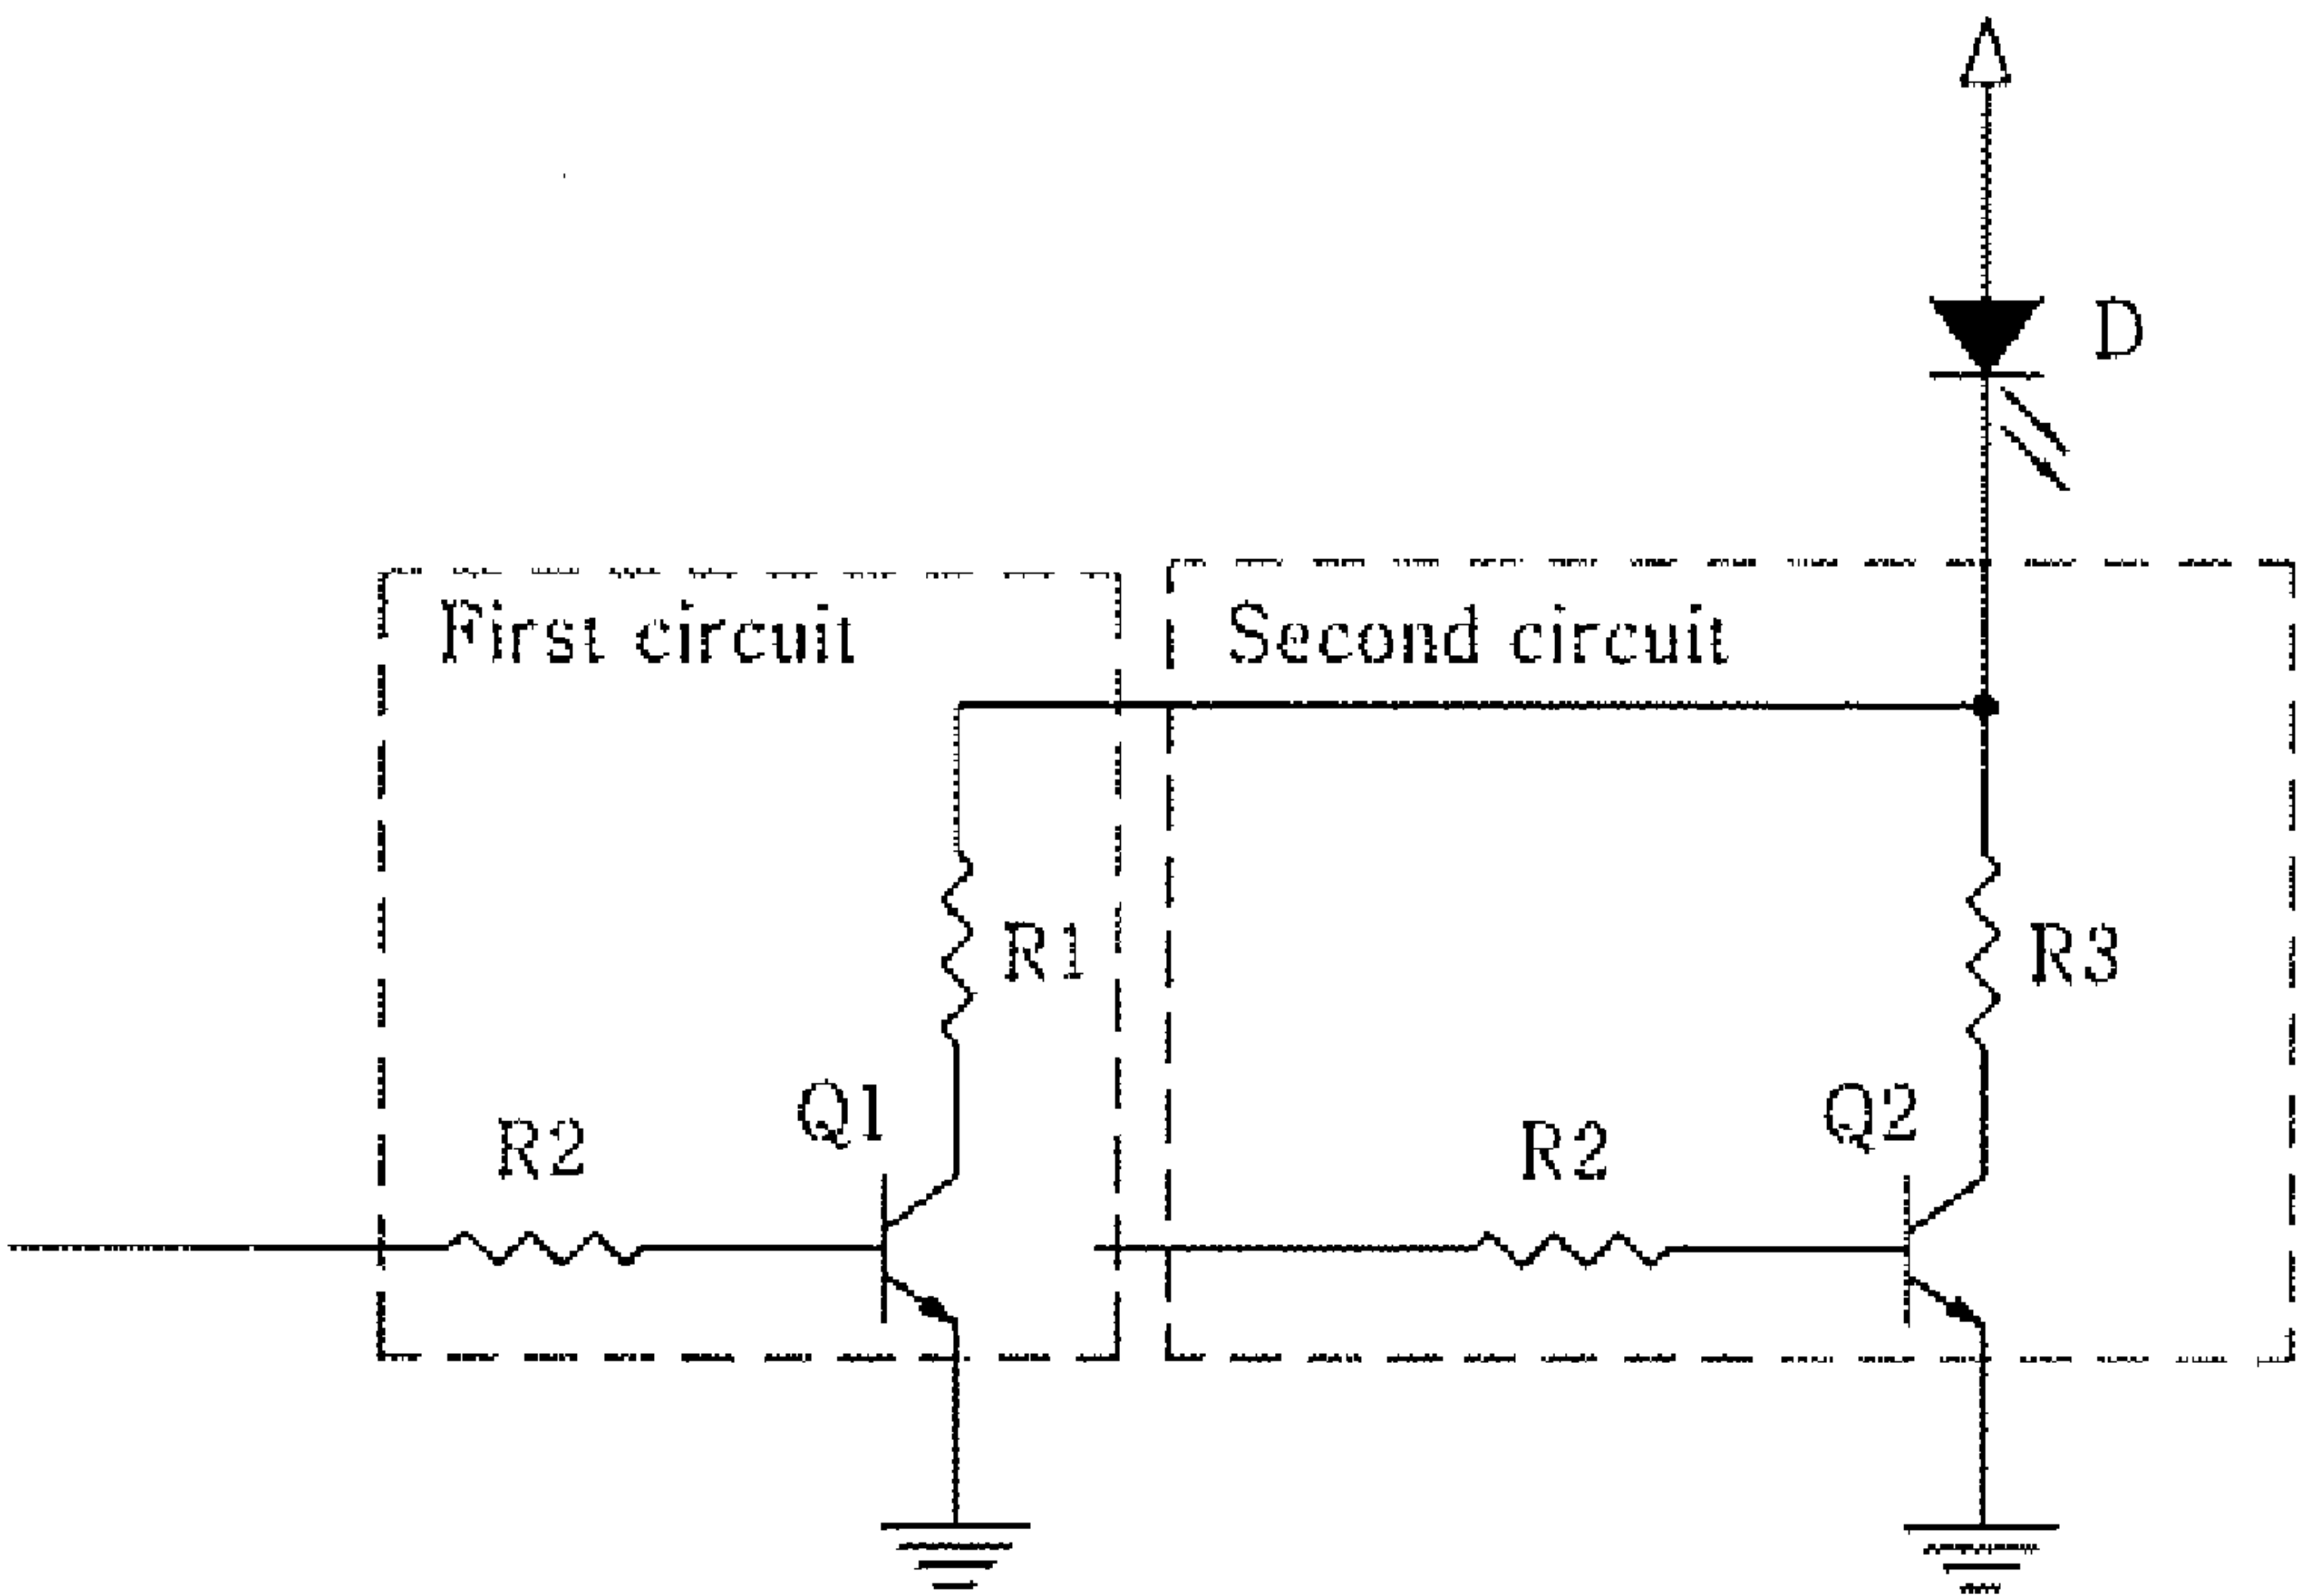 D
First circuit
Second circuit
R1
R3
Q1
Q2
R2
R2